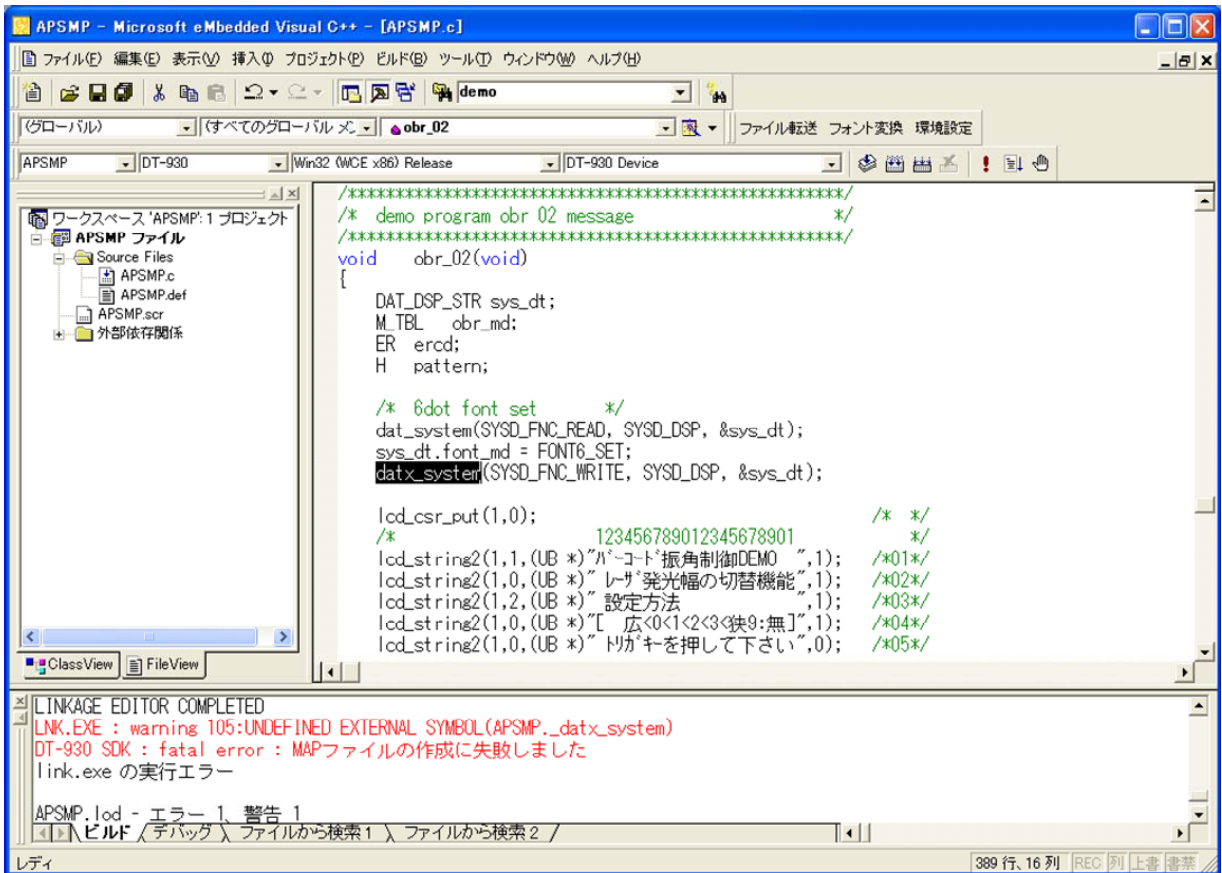 APSMP - Microsoft eMbedded Visual C++ - [APSMP.c]
ファイル(F) 編集(E) 表示(V) 挿入(I) プロジェクト(P) ビルド(B) ツール(T) ウィンドウ(W) ヘルプ(H)
demo
(グローバル) (すべてのグローバル メン obr_02 ファイル転送 フォント変換 環境設定
APSMP DT-930 Win32 (WCE x86) Release DT-930 Device
ワークスペース 'APSMP': 1 プロジェクト
APSMP ファイル
Source Files
APSMP.c
APSMP.def
APSMP.scr
外部依存関係
ClassView FileView
/****************************************************/
/* demo program obr 02 message */
/****************************************************/
void obr_02(void)
{
DAT_DSP_STR sys_dt;
M_TBL obr_md;
ER ercd;
H pattern;
/* 6dot font set */
dat_system(SYSD_FNC_READ, SYSD_DSP, &sys_dt);
sys_dt.font_md = FONT6_SET;
datx_system(SYSD_FNC_WRITE, SYSD_DSP, &sys_dt);
lcd_csr_put(1,0); /* */
/* 123456789012345678901 */
lcd_string2(1,1,(UB *)"ﾊﾞｰｺｰﾄﾞ振角制御DEMO ",1); /*01*/
lcd_string2(1,0,(UB *)" ﾚｰｻﾞ発光幅の切替機能",1); /*02*/
lcd_string2(1,2,(UB *)" 設定方法 ",1); /*03*/
lcd_string2(1,0,(UB *)"[ 広<0<1<2<3<狭9:無]",1); /*04*/
lcd_string2(1,0,(UB *)" ﾄﾘｶﾞｷｰを押して下さい",0); /*05*/
LINKAGE EDITOR COMPLETED
LNK.EXE : warning 105:UNDEFINED EXTERNAL SYMBOL(APSMP._datx_system)
DT-930 SDK : fatal error : MAPファイルの作成に失敗しました
link.exe の実行エラー
APSMP.lod - エラー 1、警告 1
ビルド デバッグ ファイルから検索 1 ファイルから検索 2
レディ 389 行、16 列 REC 列 上書 書禁